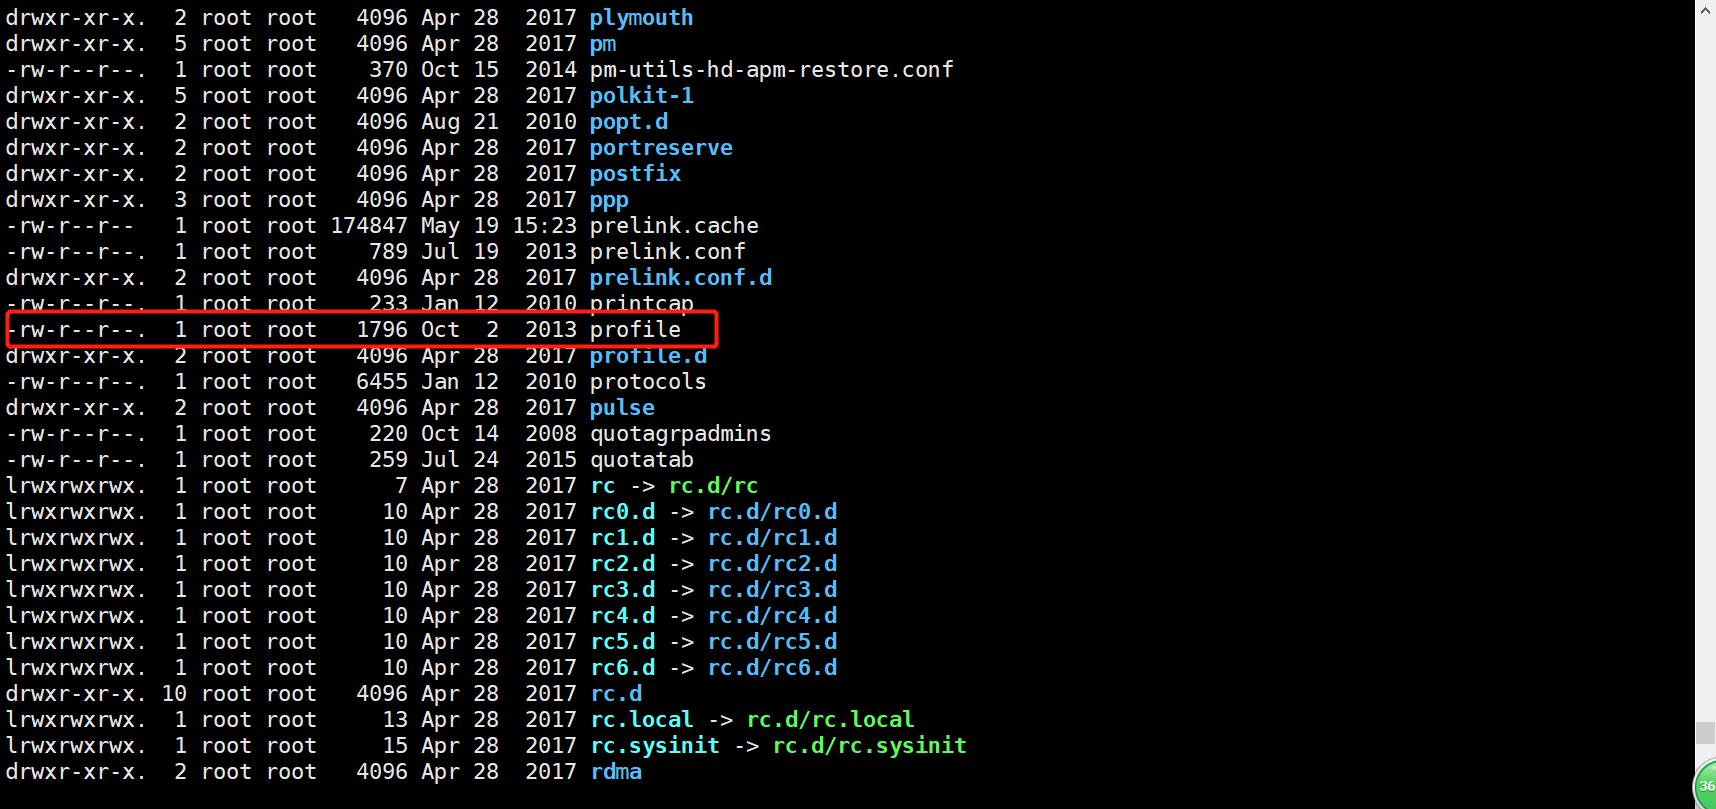 drwxr-xr-x.  2 root root   4096 Apr 28  2017 plymouth
drwxr-xr-x.  5 root root   4096 Apr 28  2017 pm
-rw-r--r--.  1 root root    370 Oct 15  2014 pm-utils-hd-apm-restore.conf
drwxr-xr-x.  5 root root   4096 Apr 28  2017 polkit-1
drwxr-xr-x.  2 root root   4096 Aug 21  2010 popt.d
drwxr-xr-x.  2 root root   4096 Apr 28  2017 portreserve
drwxr-xr-x.  2 root root   4096 Apr 28  2017 postfix
drwxr-xr-x.  3 root root   4096 Apr 28  2017 ppp
-rw-r--r--   1 root root 174847 May 19 15:23 prelink.cache
-rw-r--r--.  1 root root    789 Jul 19  2013 prelink.conf
drwxr-xr-x.  2 root root   4096 Apr 28  2017 prelink.conf.d
-rw-r--r--.  1 root root    233 Jan 12  2010 printcap
-rw-r--r--.  1 root root   1796 Oct  2  2013 profile
drwxr-xr-x.  2 root root   4096 Apr 28  2017 profile.d
-rw-r--r--.  1 root root   6455 Jan 12  2010 protocols
drwxr-xr-x.  2 root root   4096 Apr 28  2017 pulse
-rw-r--r--.  1 root root    220 Oct 14  2008 quotagrpadmins
-rw-r--r--.  1 root root    259 Jul 24  2015 quotatab
lrwxrwxrwx.  1 root root      7 Apr 28  2017 rc -> rc.d/rc
lrwxrwxrwx.  1 root root     10 Apr 28  2017 rc0.d -> rc.d/rc0.d
lrwxrwxrwx.  1 root root     10 Apr 28  2017 rc1.d -> rc.d/rc1.d
lrwxrwxrwx.  1 root root     10 Apr 28  2017 rc2.d -> rc.d/rc2.d
lrwxrwxrwx.  1 root root     10 Apr 28  2017 rc3.d -> rc.d/rc3.d
lrwxrwxrwx.  1 root root     10 Apr 28  2017 rc4.d -> rc.d/rc4.d
lrwxrwxrwx.  1 root root     10 Apr 28  2017 rc5.d -> rc.d/rc5.d
lrwxrwxrwx.  1 root root     10 Apr 28  2017 rc6.d -> rc.d/rc6.d
drwxr-xr-x. 10 root root   4096 Apr 28  2017 rc.d
lrwxrwxrwx.  1 root root     13 Apr 28  2017 rc.local -> rc.d/rc.local
lrwxrwxrwx.  1 root root     15 Apr 28  2017 rc.sysinit -> rc.d/rc.sysinit
drwxr-xr-x.  2 root root   4096 Apr 28  2017 rdma
36